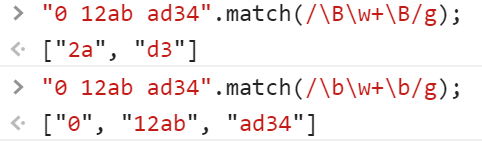 > "0 12ab ad34".match(/\B\w+\B/g);
<· ["2a", "d3"]
> "0 12ab ad34".match(/\b\w+\b/g);
<· ["0", "12ab", "ad34"]